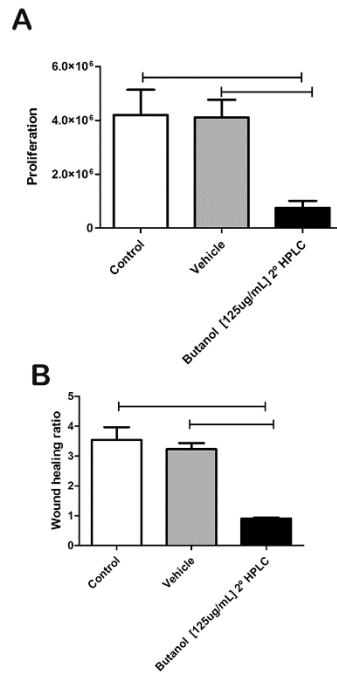 A
6.0×10⁶
4.0×10⁶
2.0×10⁶
0
Proliferation
Control
Vehicle
Butanol [125ug/mL] 2º HPLC
B
5
4
3
2
1
0
Wound healing ratio
Control
Vehicle
Butanol [125ug/mL] 2º HPLC